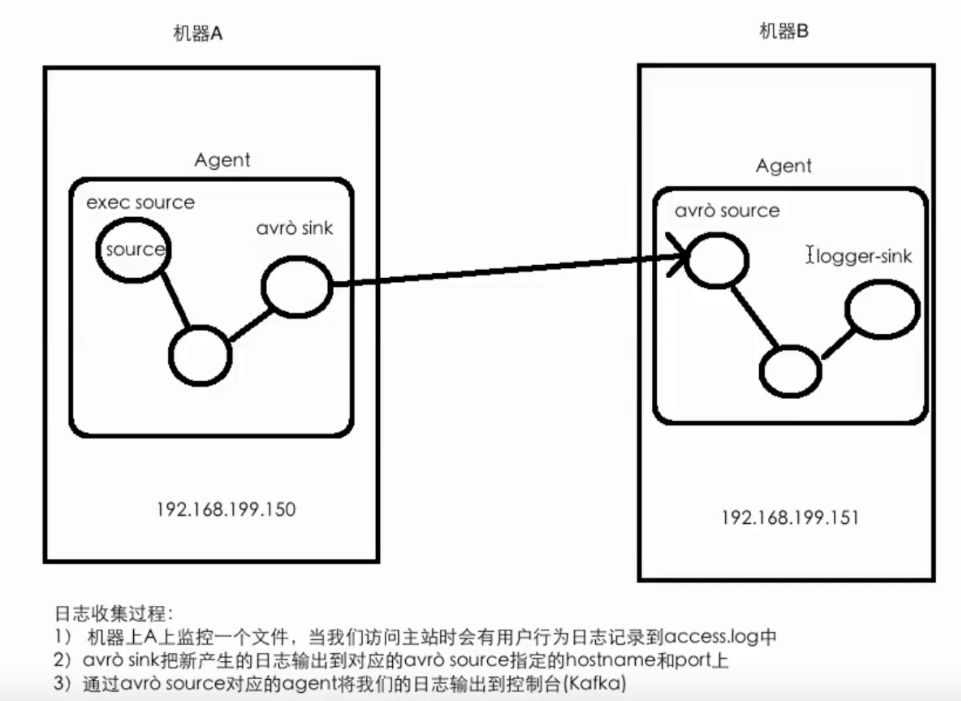 机器A
机器B
Agent
exec source
source
avrò sink
192.168.199.150
Agent
avrò source
logger-sink
192.168.199.151
日志收集过程：
1） 机器上A上监控一个文件，当我们访问主站时会有用户行为日志记录到access.log中
2）avrò sink把新产生的日志输出到对应的avrò source指定的hostname和port上
3）通过avrò source对应的agent将我们的日志输出到控制台(Kafka)